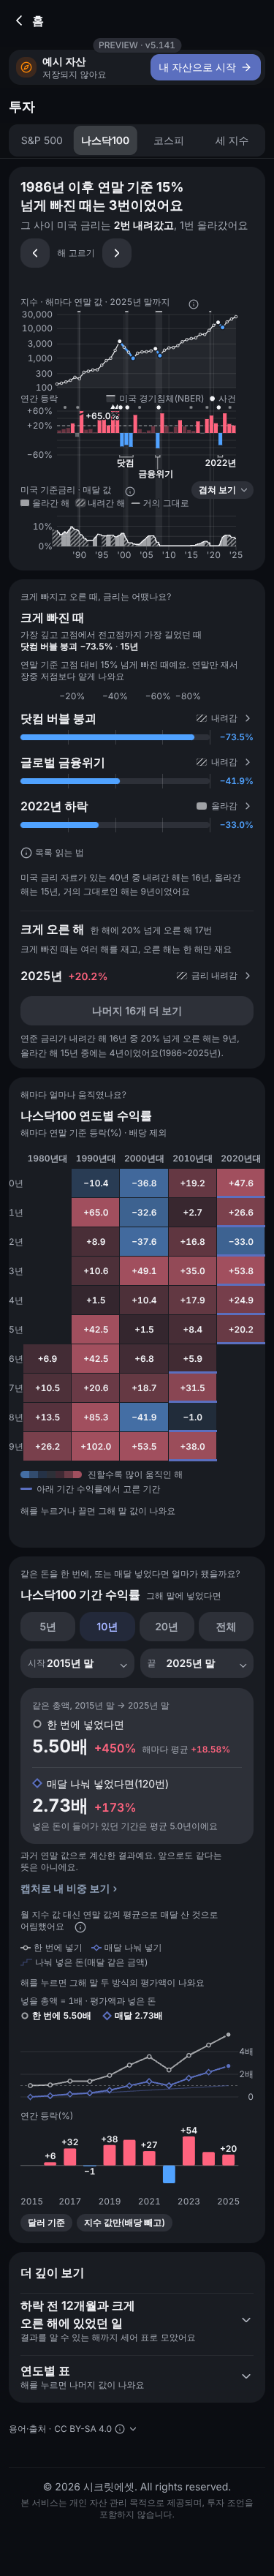 홈
PREVIEW · v5.141
예시 자산
저장되지 않아요
내 자산으로 시작 →
투자
S&P 500
나스닥100
코스피
세 지수
1986년 이후 연말 기준 15%
넘게 빠진 때는 3번이었어요
그 사이 미국 금리는 2번 내려갔고, 1번 올라갔어요
해 고르기
지수 · 해마다 연말 값 · 2025년 말까지
30,000
10,000
3,000
1,000
300
100
연간 등락
미국 경기침체(NBER)
사건
+60%
+20%
−60%
+65.0%
닷컴
금융위기
2022년
미국 기준금리 · 매달 값
겹쳐 보기
올라간 해
내려간 해
거의 그대로
10%
0%
'90 '95 '00 '05 '10 '15 '20 '25
크게 빠지고 오른 때, 금리는 어땠나요?
크게 빠진 때
가장 깊고 고점에서 전고점까지 가장 길었던 때
닷컴 버블 붕괴 −73.5% · 15년
연말 기준 고점 대비 15% 넘게 빠진 때예요. 연말만 재서
장중 저점보다 얕게 나와요
−20% −40% −60% −80%
닷컴 버블 붕괴
내려감
−73.5%
글로벌 금융위기
내려감
−41.9%
2022년 하락
올라감
−33.0%
목록 읽는 법
미국 금리 자료가 있는 40년 중 내려간 해는 16년, 올라간
해는 15년, 거의 그대로인 해는 9년이었어요
크게 오른 해 한 해에 20% 넘게 오른 해 17번
크게 빠진 때는 여러 해를 재고, 오른 해는 한 해만 재요
2025년 +20.2%
금리 내려감
나머지 16개 더 보기
연준 금리가 내려간 해 16년 중 20% 넘게 오른 해는 9년,
올라간 해 15년 중에는 4년이었어요(1986~2025년).
해마다 얼마나 움직였나요?
나스닥100 연도별 수익률
해마다 연말 기준 등락(%) · 배당 제외
1980년대 1990년대 2000년대 2010년대 2020년대
0년 −10.4 −36.8 +19.2 +47.6
1년 +65.0 −32.6 +2.7 +26.6
2년 +8.9 −37.6 +16.8 −33.0
3년 +10.6 +49.1 +35.0 +53.8
4년 +1.5 +10.4 +17.9 +24.9
5년 +42.5 +1.5 +8.4 +20.2
6년 +6.9 +42.5 +6.8 +5.9
7년 +10.5 +20.6 +18.7 +31.5
8년 +13.5 +85.3 −41.9 −1.0
9년 +26.2 +102.0 +53.5 +38.0
진할수록 많이 움직인 해
아래 기간 수익률에서 고른 기간
해를 누르거나 끌면 그해 말 값이 나와요
같은 돈을 한 번에, 또는 매달 넣었다면 얼마가 됐을까요?
나스닥100 기간 수익률 그해 말에 넣었다면
5년
10년
20년
전체
시작 2015년 말
끝 2025년 말
같은 총액, 2015년 말 → 2025년 말
한 번에 넣었다면
5.50배 +450% 해마다 평균 +18.58%
매달 나눠 넣었다면(120번)
2.73배 +173%
넣은 돈이 들어가 있던 기간은 평균 5.0년이에요
과거 연말 값으로 계산한 결과예요. 앞으로도 같다는
뜻은 아니에요.
캡처로 내 비중 보기 ›
월 지수 값 대신 연말 값의 평균으로 매달 산 것으로
어림했어요
한 번에 넣기
매달 나눠 넣기
나눠 넣은 돈(매달 같은 금액)
해를 누르면 그해 말 두 방식의 평가액이 나와요
넣을 총액 = 1배 · 평가액과 넣은 돈
한 번에 5.50배
매달 2.73배
4배
2배
0
연간 등락(%)
+6 +32 −1 +38 +27 +54 +20
2015 2017 2019 2021 2023 2025
달러 기준
지수 값만(배당 빼고)
더 깊이 보기
하락 전 12개월과 크게
오른 해에 있었던 일
결과를 알 수 있는 해까지 세어 표로 모았어요
연도별 표
해를 누르면 나머지 값이 나와요
용어·출처 · CC BY-SA 4.0
© 2026 시크릿에셋. All rights reserved.
본 서비스는 개인 자산 관리 목적으로 제공되며, 투자 조언을
포함하지 않습니다.